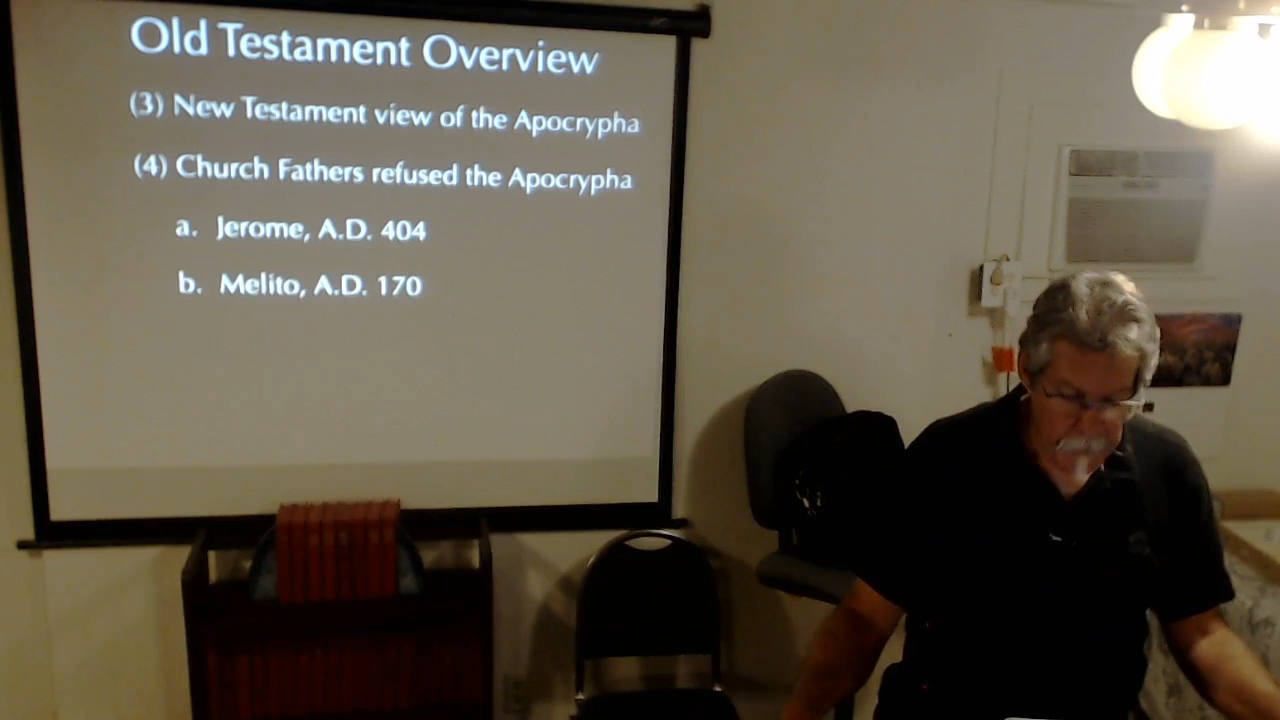 Old Testament Overview
(3) New Testament view of the Apocrypha
(4) Church Fathers refused the Apocrypha
a. Jerome, A.D. 404
b. Melito, A.D. 170